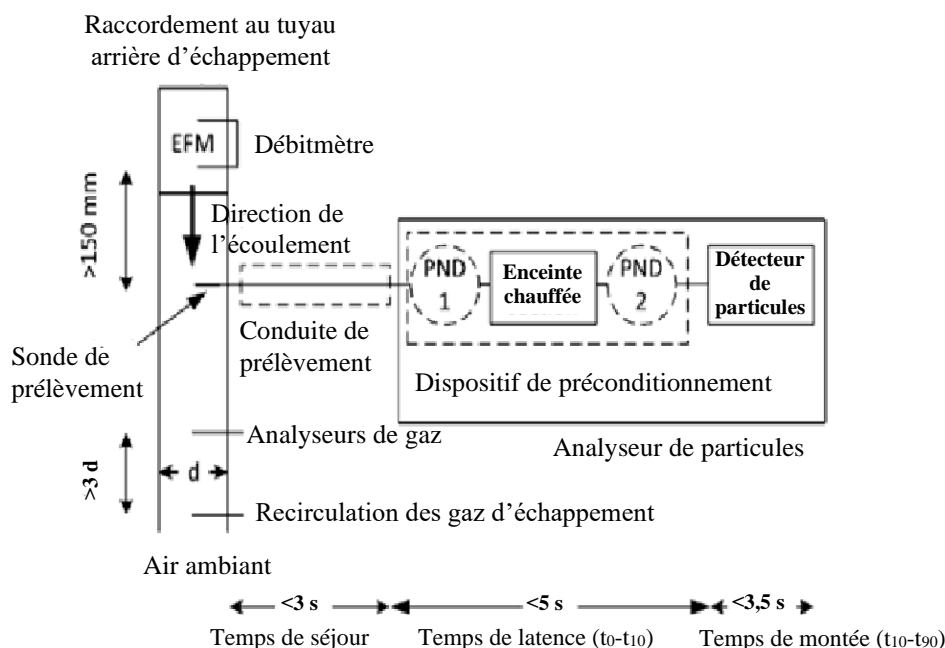 Raccordement au tuyau
arrière d’échappement
EFM
Débitmètre
>150 mm
Direction de
l’écoulement
PND
1
Enceinte
chauffée
PND
2
Détecteur
de
particules
Conduite de
prélèvement
Sonde de
prélèvement
Dispositif de préconditionnement
Analyseurs de gaz
Analyseur de particules
>3 d
d
Recirculation des gaz d’échappement
Air ambiant
<3 s
<5 s
<3,5 s
Temps de séjour
Temps de latence (t0-t10)
Temps de montée (t10-t90)